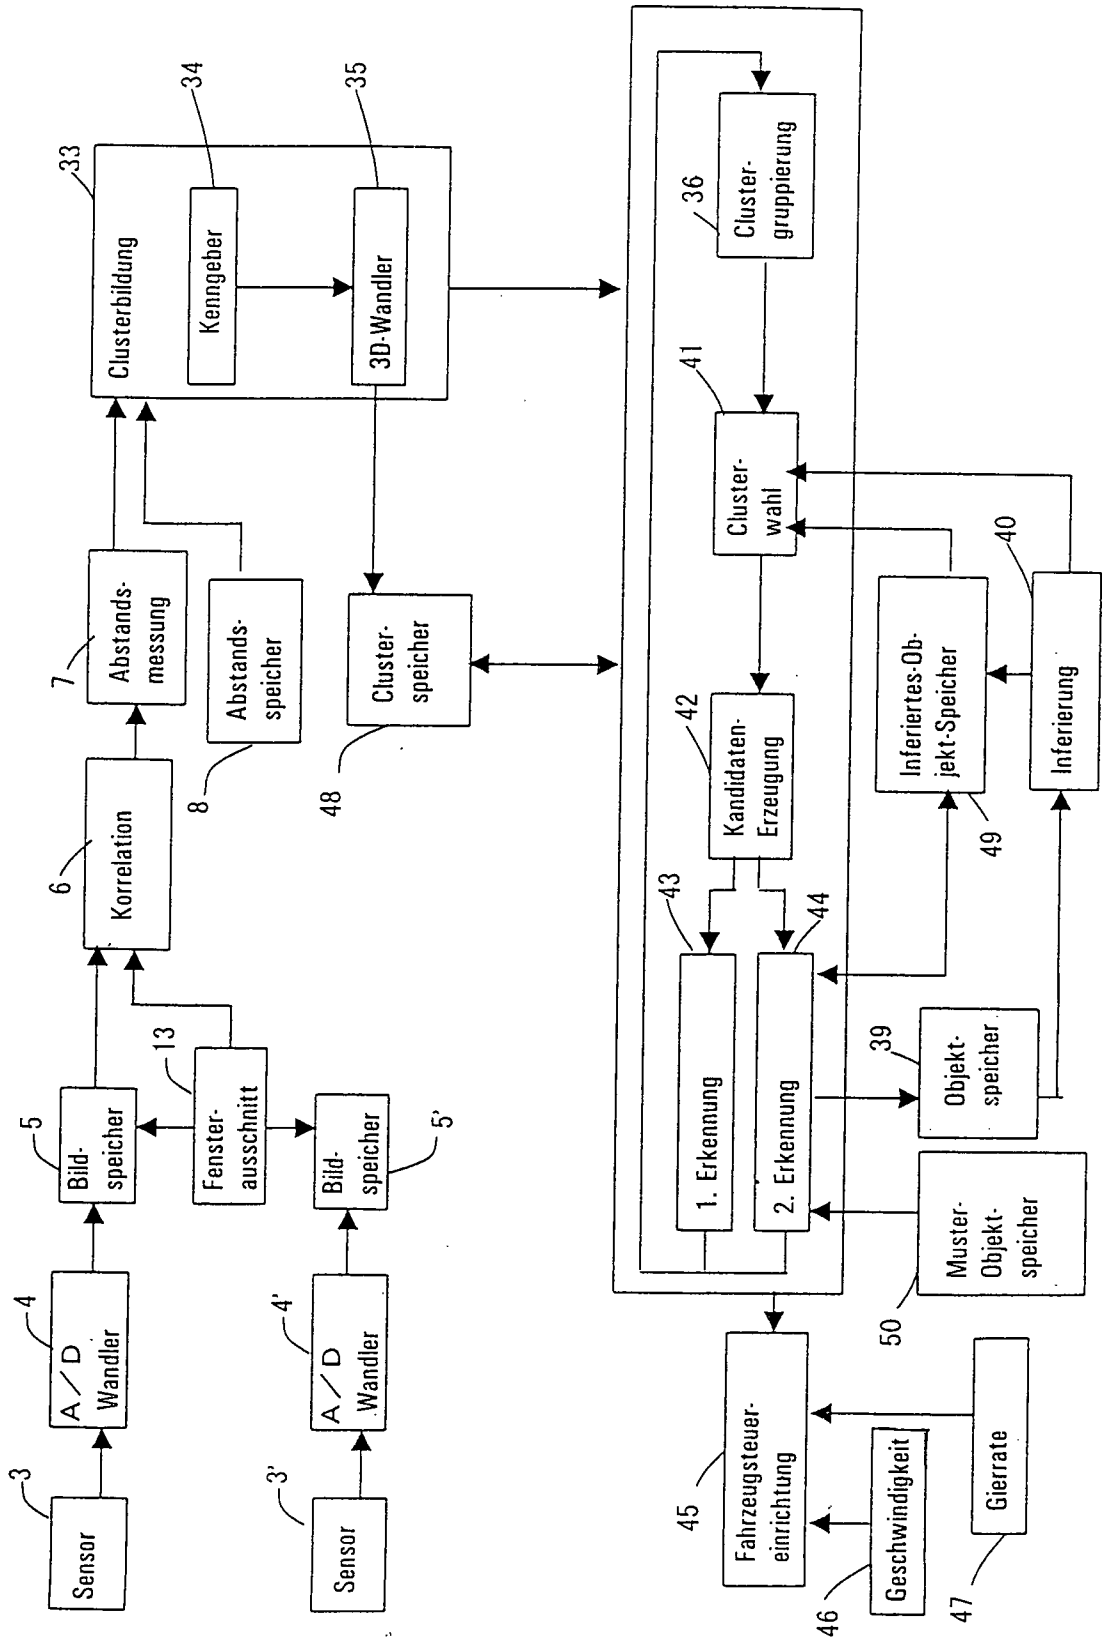 3
Sensor
4
A/D
Wandler
5
Bild-
speicher
13
Fenster-
ausschnitt
3'
Sensor
4'
A/D
Wandler
5'
Bild-
speicher
6
Korrelation
7
Abstands-
messung
8
Abstands-
speicher
33
Clusterbildung
34
Kenngeber
35
3D-Wandler
48
Cluster-
speicher
36
Cluster-
gruppierung
41
Cluster-
wahl
42
Kandidaten-
Erzeugung
43
1. Erkennung
44
2. Erkennung
49
Inferiertes-Ob-
jekt-Speicher
40
Inferierung
39
Objekt-
speicher
50
Muster-
Objekt-
speicher
45
Fahrzeugsteuer-
einrichtung
46
Geschwindigkeit
47
Gierrate